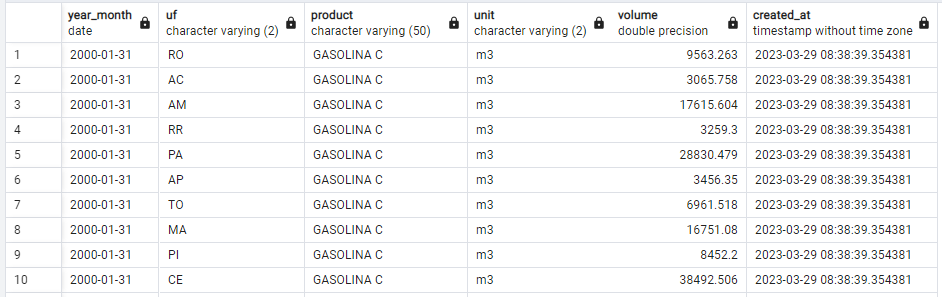 year_month uf product unit volume created_at
date character varying (2) character varying (50) character varying (2) double precision timestamp without time zone
1 2000-01-31 RO GASOLINA C m3 9563.263 2023-03-29 08:38:39.354381
2 2000-01-31 AC GASOLINA C m3 3065.758 2023-03-29 08:38:39.354381
3 2000-01-31 AM GASOLINA C m3 17615.604 2023-03-29 08:38:39.354381
4 2000-01-31 RR GASOLINA C m3 3259.3 2023-03-29 08:38:39.354381
5 2000-01-31 PA GASOLINA C m3 28830.479 2023-03-29 08:38:39.354381
6 2000-01-31 AP GASOLINA C m3 3456.35 2023-03-29 08:38:39.354381
7 2000-01-31 TO GASOLINA C m3 6961.518 2023-03-29 08:38:39.354381
8 2000-01-31 MA GASOLINA C m3 16751.08 2023-03-29 08:38:39.354381
9 2000-01-31 PI GASOLINA C m3 8452.2 2023-03-29 08:38:39.354381
10 2000-01-31 CE GASOLINA C m3 38492.506 2023-03-29 08:38:39.354381